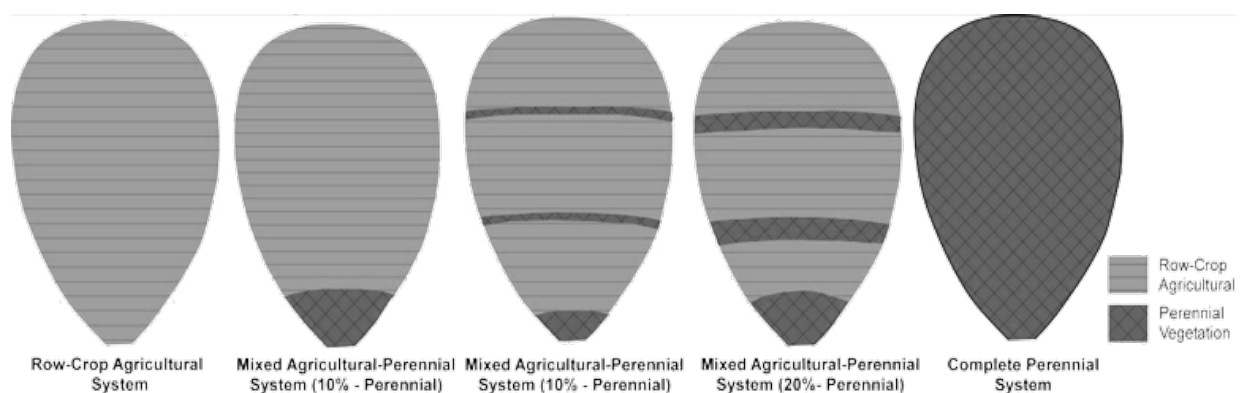 Row-Crop
Agricultural
Perennial
Vegetation
Row-Crop Agricultural
System
Mixed Agricultural-Perennial
System (10% - Perennial)
Mixed Agricultural-Perennial
System (10% - Perennial)
Mixed Agricultural-Perennial
System (20%- Perennial)
Complete Perennial
System